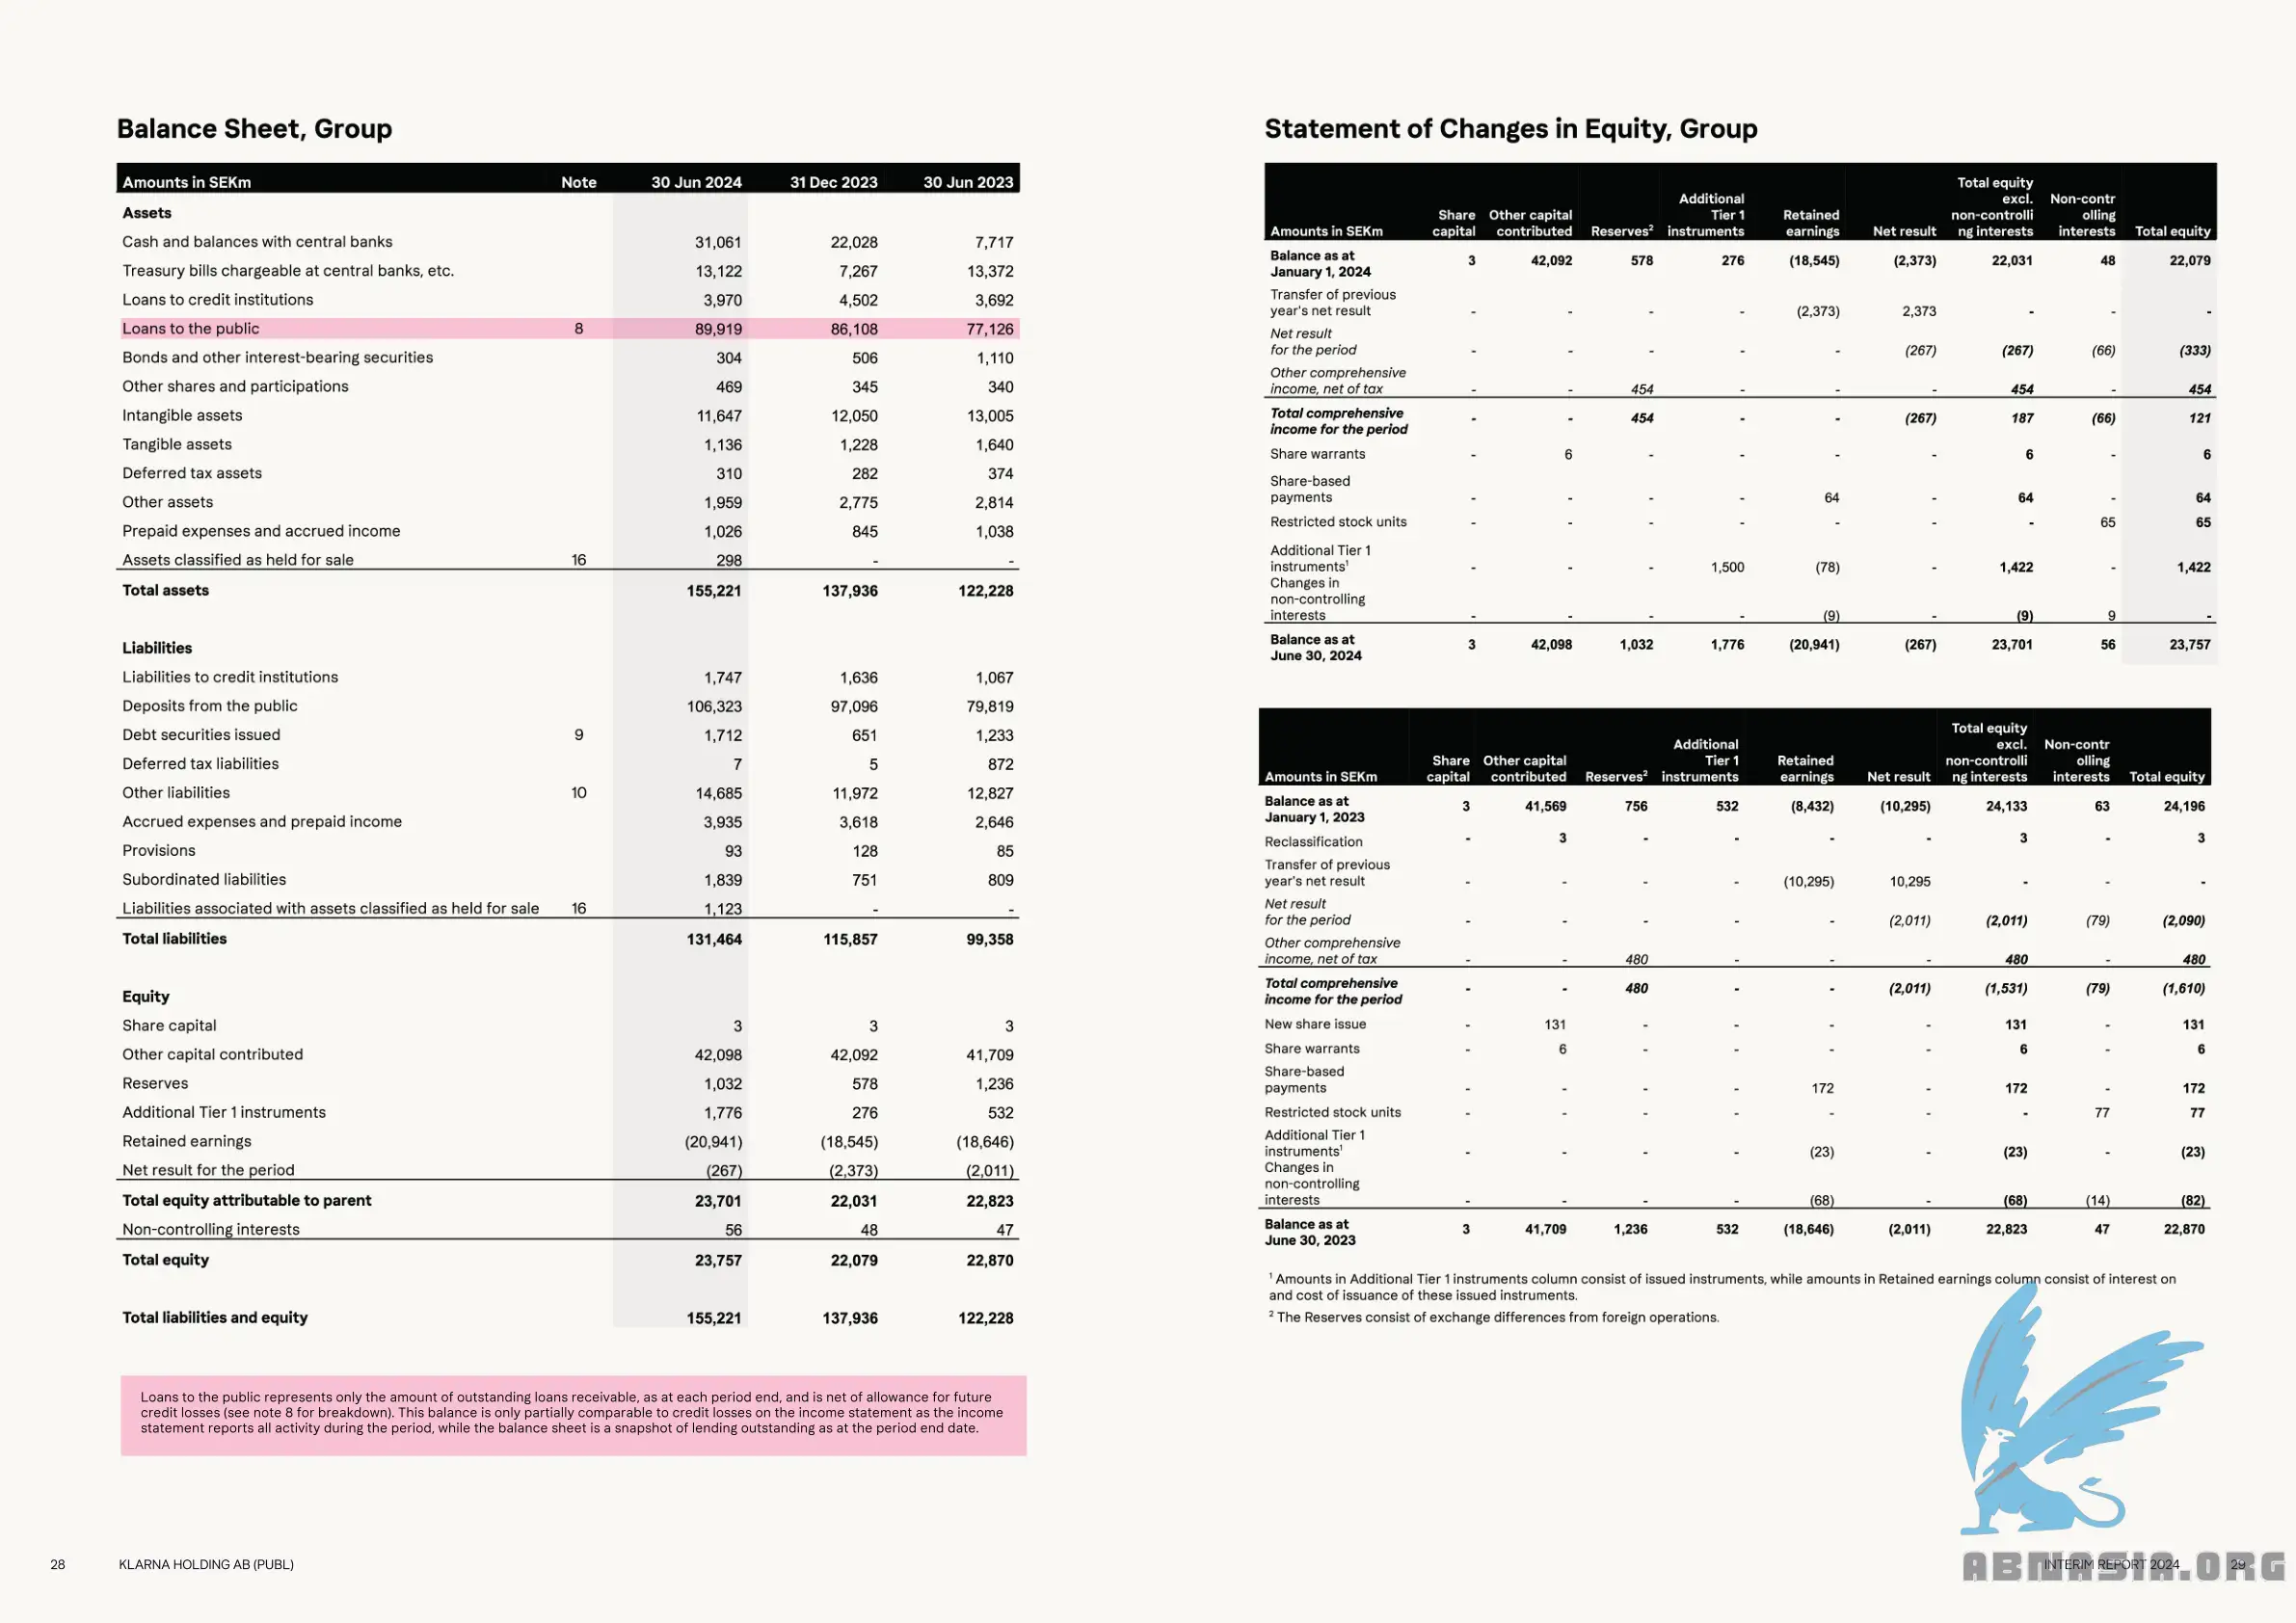 Balance Sheet, Group
Amounts in SEKm Note 30 Jun 2024 31 Dec 2023 30 Jun 2023
Assets
Cash and balances with central banks 31,061 22,028 7,717
Treasury bills chargeable at central banks, etc. 13,122 7,267 13,372
Loans to credit institutions 3,970 4,502 3,692
Loans to the public 8 89,919 86,108 77,126
Bonds and other interest-bearing securities 304 506 1,110
Other shares and participations 469 345 340
Intangible assets 11,647 12,050 13,005
Tangible assets 1,136 1,228 1,640
Deferred tax assets 310 282 374
Other assets 1,959 2,775 2,814
Prepaid expenses and accrued income 1,026 845 1,038
Assets classified as held for sale 16 298 - -
Total assets 155,221 137,936 122,228
Liabilities
Liabilities to credit institutions 1,747 1,636 1,067
Deposits from the public 106,323 97,096 79,819
Debt securities issued 9 1,712 651 1,233
Deferred tax liabilities 7 5 872
Other liabilities 10 14,685 11,972 12,827
Accrued expenses and prepaid income 3,935 3,618 2,646
Provisions 93 128 85
Subordinated liabilities 1,839 751 809
Liabilities associated with assets classified as held for sale 16 1,123 - -
Total liabilities 131,464 115,857 99,358
Equity
Share capital 3 3 3
Other capital contributed 42,098 42,092 41,709
Reserves 1,032 578 1,236
Additional Tier 1 instruments 1,776 276 532
Retained earnings (20,941) (18,545) (18,646)
Net result for the period (267) (2,373) (2,011)
Total equity attributable to parent 23,701 22,031 22,823
Non-controlling interests 56 48 47
Total equity 23,757 22,079 22,870
Total liabilities and equity 155,221 137,936 122,228
Loans to the public represents only the amount of outstanding loans receivable, as at each period end, and is net of allowance for future
credit losses (see note 8 for breakdown). This balance is only partially comparable to credit losses on the income statement as the income
statement reports all activity during the period, while the balance sheet is a snapshot of lending outstanding as at the period end date.
28 KLARNA HOLDING AB (PUBL)
Statement of Changes in Equity, Group
Total equity
excl. Non-contr
Additional non-controlli olling
Share Other capital Tier 1 Retained
Amounts in SEKm capital contributed Reserves² instruments earnings Net result ng interests interests Total equity
Balance as at
January 1, 2024 3 42,092 578 276 (18,545) (2,373) 22,031 48 22,079
Transfer of previous
year's net result - - - - (2,373) 2,373 - - -
Net result
for the period - - - - - (267) (267) (66) (333)
Other comprehensive
income, net of tax - - 454 - - - 454 - 454
Total comprehensive
income for the period - - 454 - - (267) 187 (66) 121
Share warrants - 6 - - - - 6 - 6
Share-based
payments - - - - 64 - 64 - 64
Restricted stock units - - - - - - - 65 65
Additional Tier 1
instruments¹ - - - 1,500 (78) - 1,422 - 1,422
Changes in
non-controlling
interests - - - - (9) - (9) 9 -
Balance as at
June 30, 2024 3 42,098 1,032 1,776 (20,941) (267) 23,701 56 23,757
Total equity
excl. Non-contr
Additional non-controlli olling
Share Other capital Tier 1 Retained
Amounts in SEKm capital contributed Reserves² instruments earnings Net result ng interests interests Total equity
Balance as at
January 1, 2023 3 41,569 756 532 (8,432) (10,295) 24,133 63 24,196
Reclassification - 3 - - - - 3 - 3
Transfer of previous
year's net result - - - - (10,295) 10,295 - - -
Net result
for the period - - - - - (2,011) (2,011) (79) (2,090)
Other comprehensive
income, net of tax - - 480 - - - 480 - 480
Total comprehensive
income for the period - - 480 - - (2,011) (1,531) (79) (1,610)
New share issue - 131 - - - - 131 - 131
Share warrants - 6 - - - - 6 - 6
Share-based
payments - - - - 172 - 172 - 172
Restricted stock units - - - - - - - 77 77
Additional Tier 1
instruments¹ - - - - (23) - (23) - (23)
Changes in
non-controlling
interests - - - - (68) - (68) (14) (82)
Balance as at
June 30, 2023 3 41,709 1,236 532 (18,646) (2,011) 22,823 47 22,870
¹ Amounts in Additional Tier 1 instruments column consist of issued instruments, while amounts in Retained earnings column consist of interest on
and cost of issuance of these issued instruments.
² The Reserves consist of exchange differences from foreign operations.
INTERIM REPORT 2024 29
ABNASIA.ORG